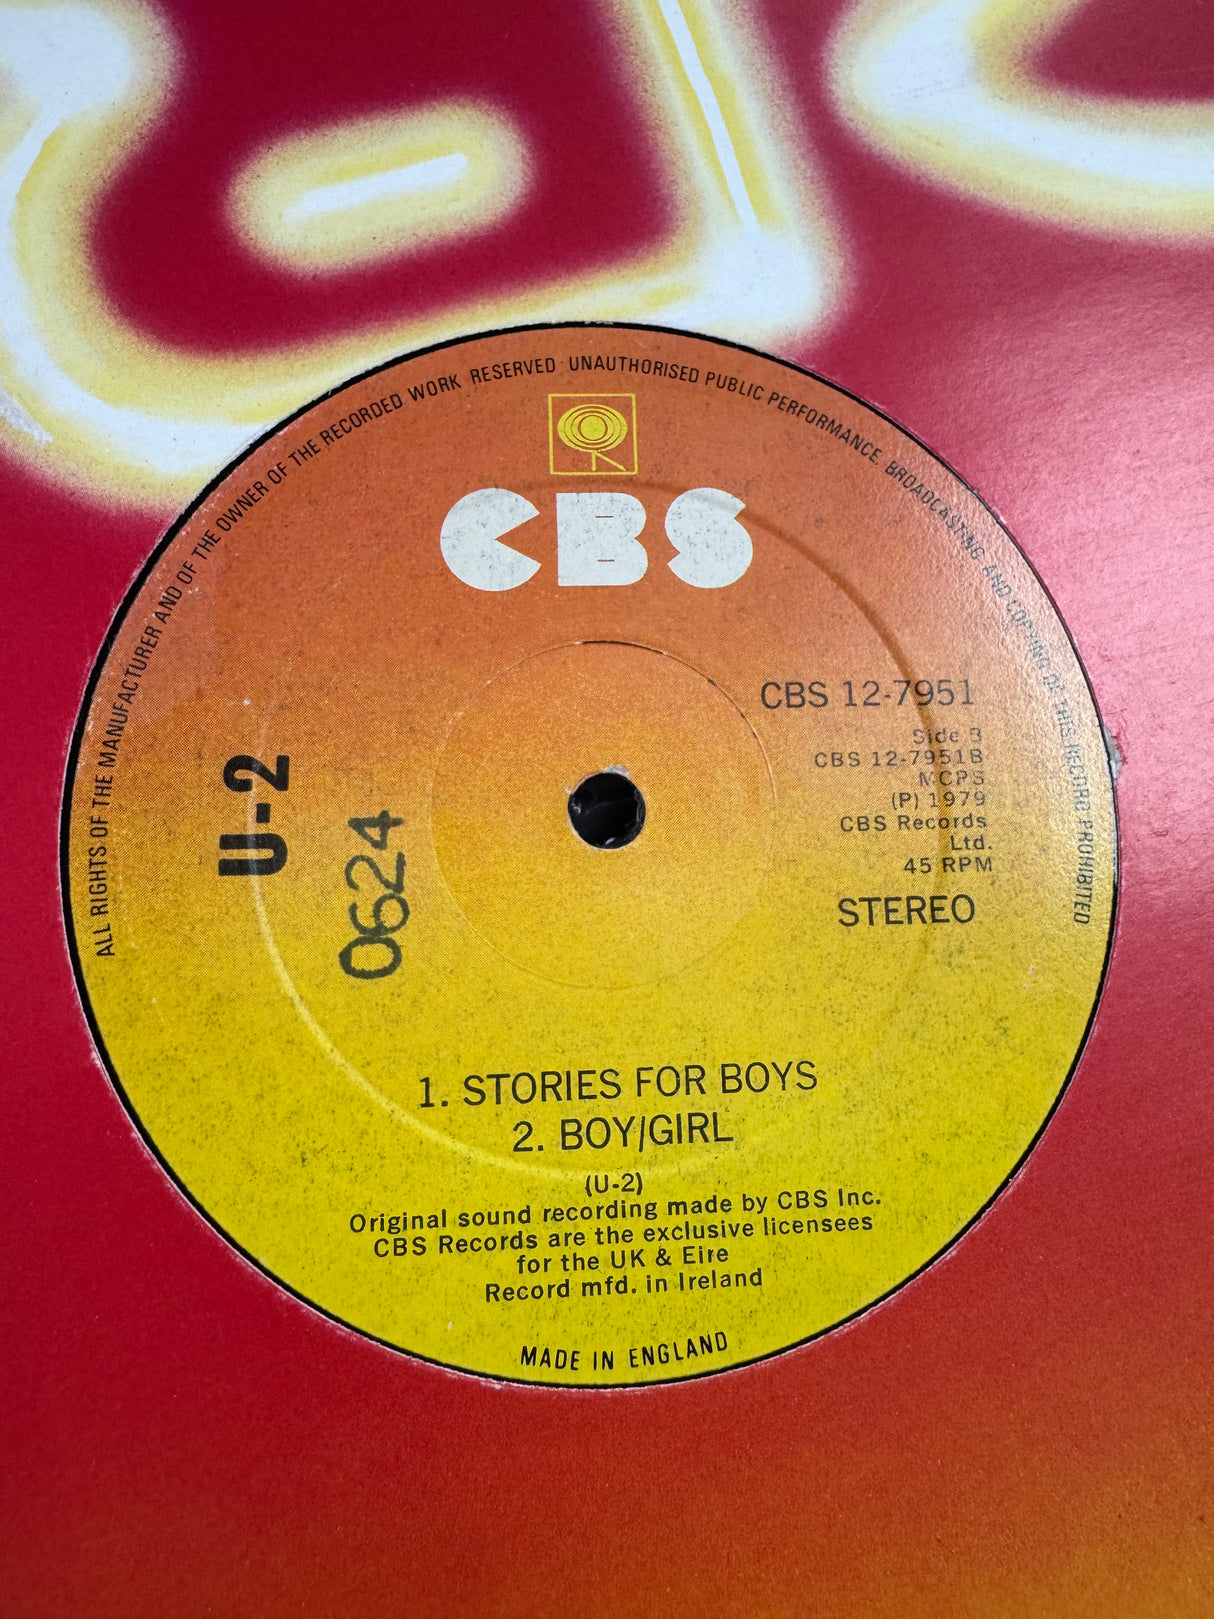 ALL RIGHTS OF THE MANUFACTURER AND OF THE OWNER OF THE RECORDED WORK RESERVED · UNAUTHORISED PUBLIC PERFORMANCE, BROADCASTING AND COPYING OF THIS RECORD PROHIBITED
CBS
CBS 12-7951
Side B
CBS 12-7951B
MCPS
(P) 1979
CBS Records
Ltd.
45 RPM
STEREO
U-2
0624
1. STORIES FOR BOYS
2. BOY/GIRL
(U-2)
Original sound recording made by CBS Inc.
CBS Records are the exclusive licensees
for the UK & Eire
Record mfd. in Ireland
MADE IN ENGLAND